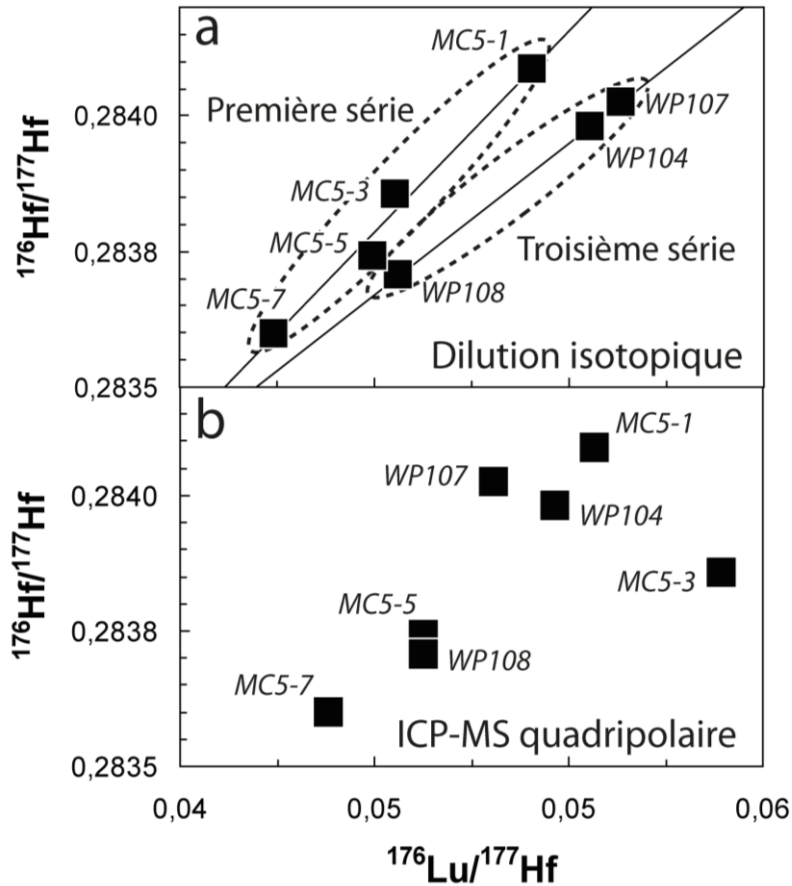 a
MC5-1
Première série
WP107
0,2840
WP104
MC5-3
MC5-5
Troisième série
0,2838
WP108
MC5-7
Dilution isotopique
0,2835
176Hf/177Hf
b
MC5-1
WP107
0,2840
WP104
MC5-3
MC5-5
0,2838
WP108
MC5-7
ICP-MS quadripolaire
0,2835
176Hf/177Hf
0,04 0,05 0,05 0,06
176Lu/177Hf